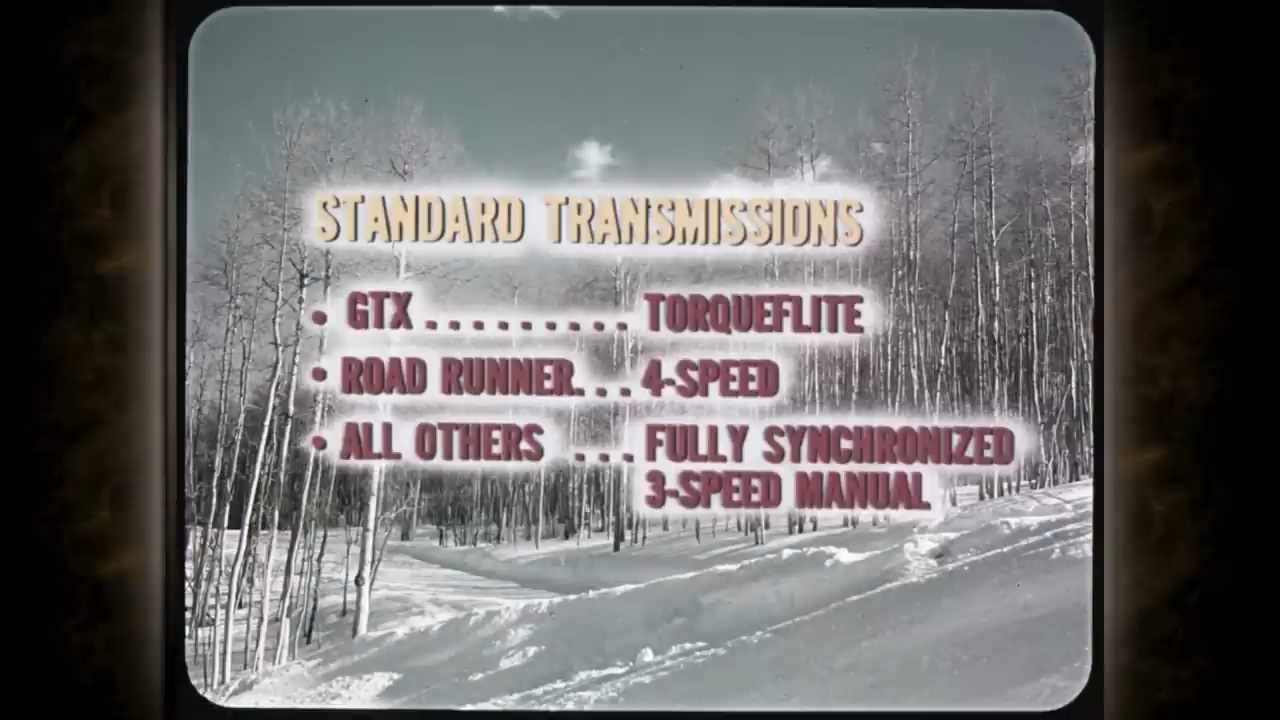 STANDARD TRANSMISSIONS
• GTX......... TORQUEFLITE
• ROAD RUNNER... 4-SPEED
• ALL OTHERS ... FULLY SYNCHRONIZED
3-SPEED MANUAL